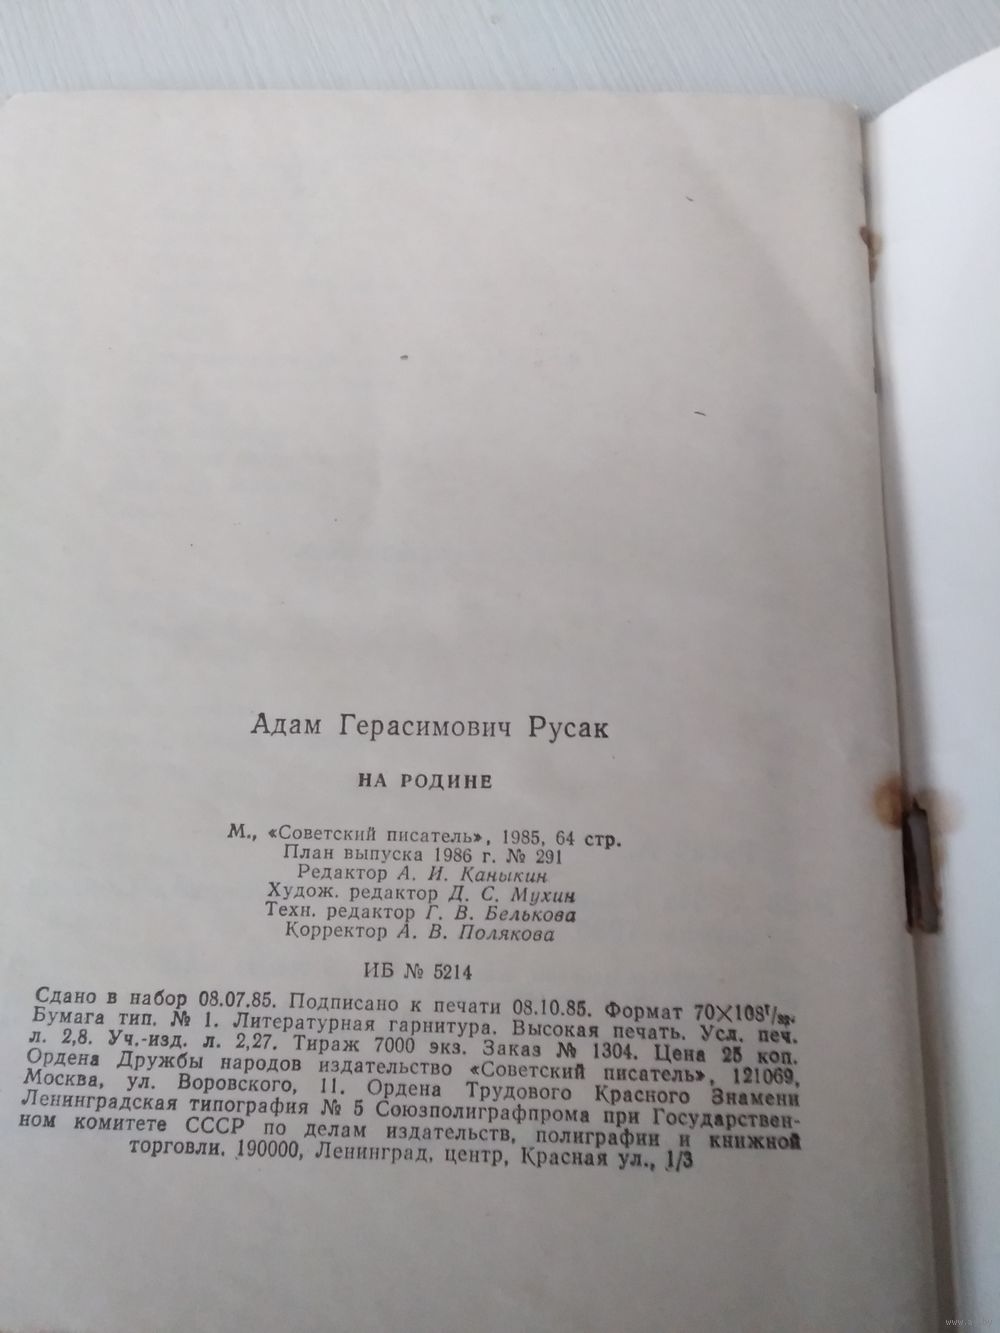 Адам Герасимович Русак
НА РОДИНЕ
М., «Советский писатель», 1985, 64 стр.
План выпуска 1986 г. № 291
Редактор А. И. Каныкин
Худож. редактор Д. С. Мухин
Техн. редактор Г. В. Белькова
Корректор А. В. Полякова
ИБ № 5214
Сдано в набор 08.07.85. Подписано к печати 08.10.85. Формат 70×108¹/₃₂.
Бумага тип. № 1. Литературная гарнитура. Высокая печать. Усл. печ.
л. 2,8. Уч.-изд. л. 2,27. Тираж 7000 экз. Заказ № 1304. Цена 25 коп.
Ордена Дружбы народов издательство «Советский писатель», 121069,
Москва, ул. Воровского, 11. Ордена Трудового Красного Знамени
Ленинградская типография № 5 Союзполиграфпрома при Государствен-
ном комитете СССР по делам издательств, полиграфии и книжной
торговли. 190000, Ленинград, центр, Красная ул., 1/3